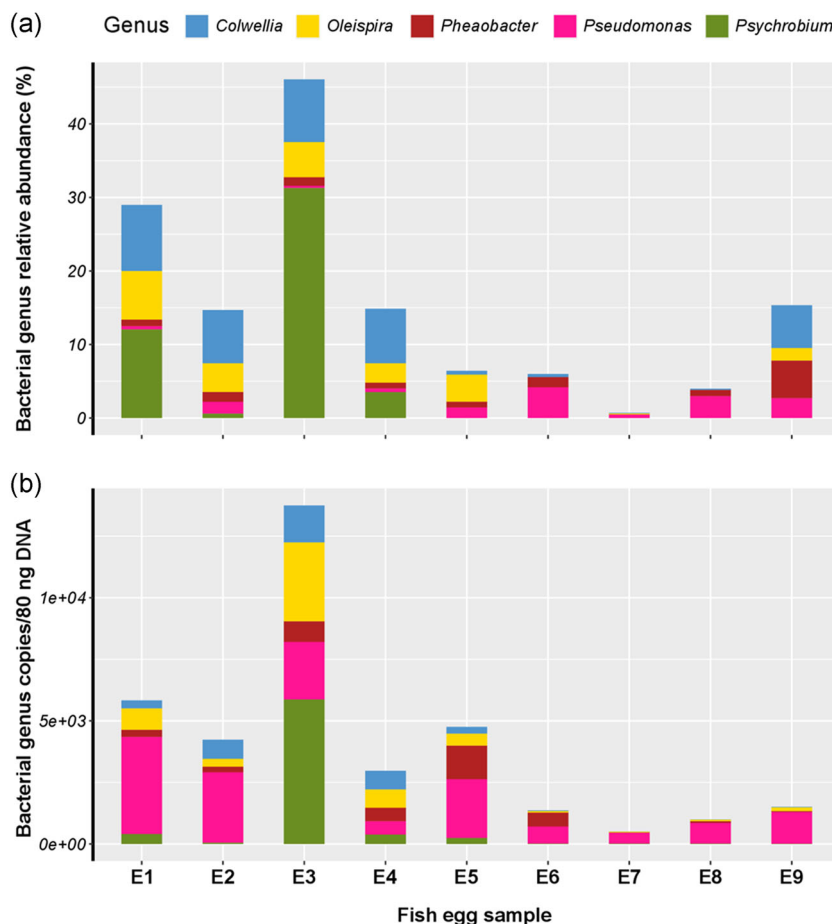 (a)
Genus Colwellia Oleispira Pheaobacter Pseudomonas Psychrobium
Bacterial genus relative abundance (%)
40
30
20
10
0
(b)
Bacterial genus copies/80 ng DNA
1e+04
5e+03
0e+00
E1 E2 E3 E4 E5 E6 E7 E8 E9
Fish egg sample